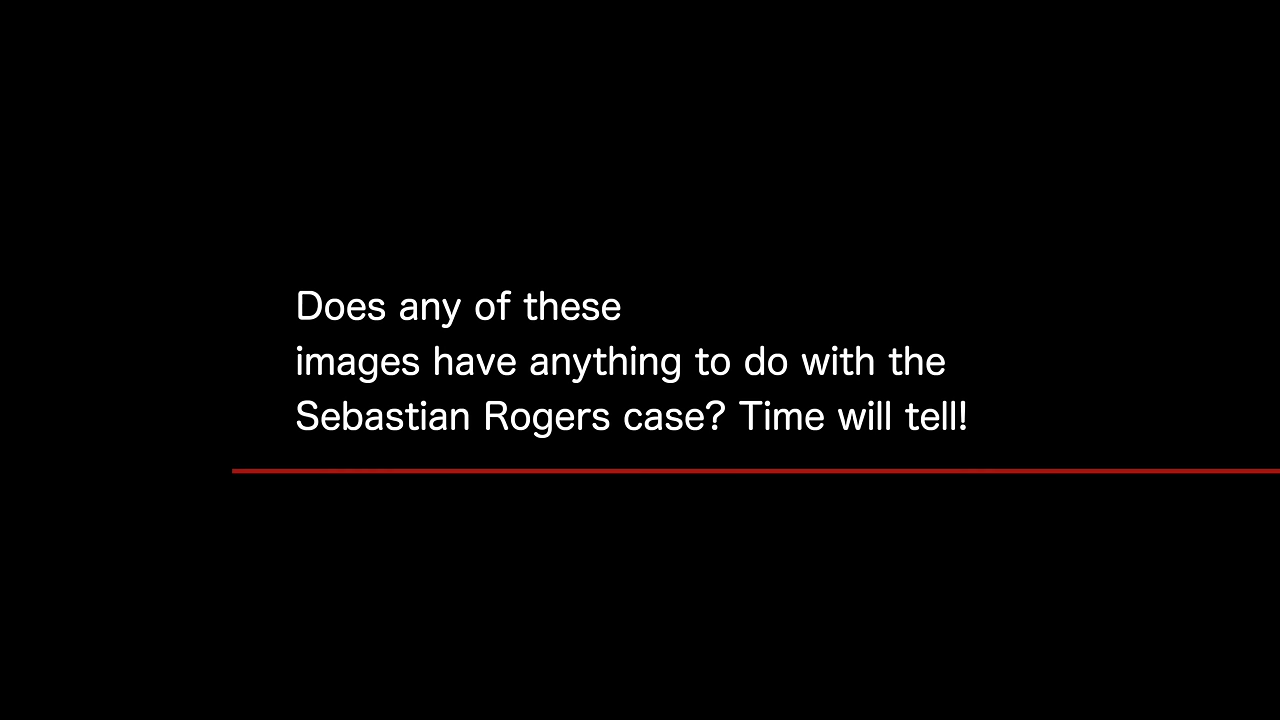 Does any of these
images have anything to do with the
Sebastian Rogers case? Time will tell!